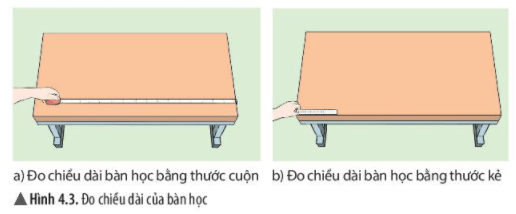 a) Đo chiều dài bàn học bằng thước cuộn
b) Đo chiều dài bàn học bằng thước kẻ
▲ Hình 4.3. Đo chiều dài của bàn học